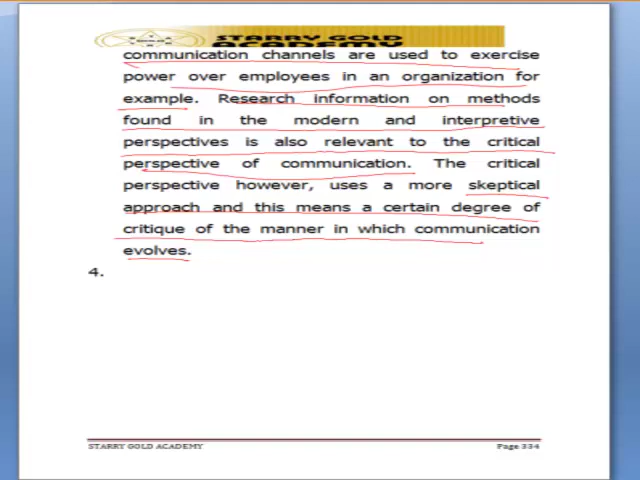 STARRY GOLD
ACADEMY
communication channels are used to exercise
power over employees in an organization for
example. Research information on methods
found in the modern and interpretive
perspectives is also relevant to the critical
perspective of communication. The critical
perspective however, uses a more skeptical
approach and this means a certain degree of
critique of the manner in which communication
evolves.
4.
STARRY GOLD ACADEMY Page 334